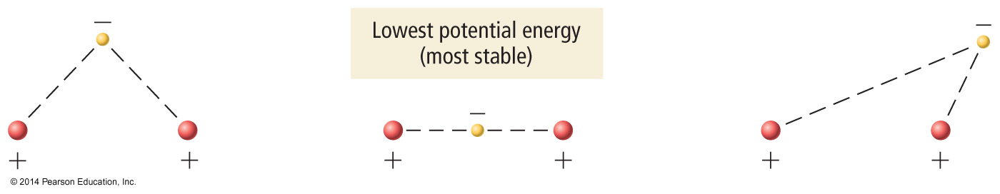 −
−
Lowest potential energy
(most stable)
−
+ + + + + +
© 2014 Pearson Education, Inc.